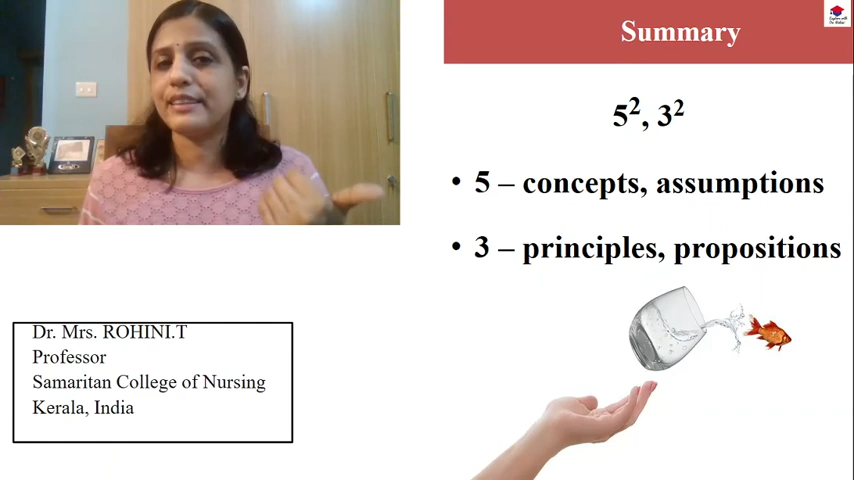 Summary
5², 3²
• 5 – concepts, assumptions
• 3 – principles, propositions
Dr. Mrs. ROHINI.T
Professor
Samaritan College of Nursing
Kerala, India